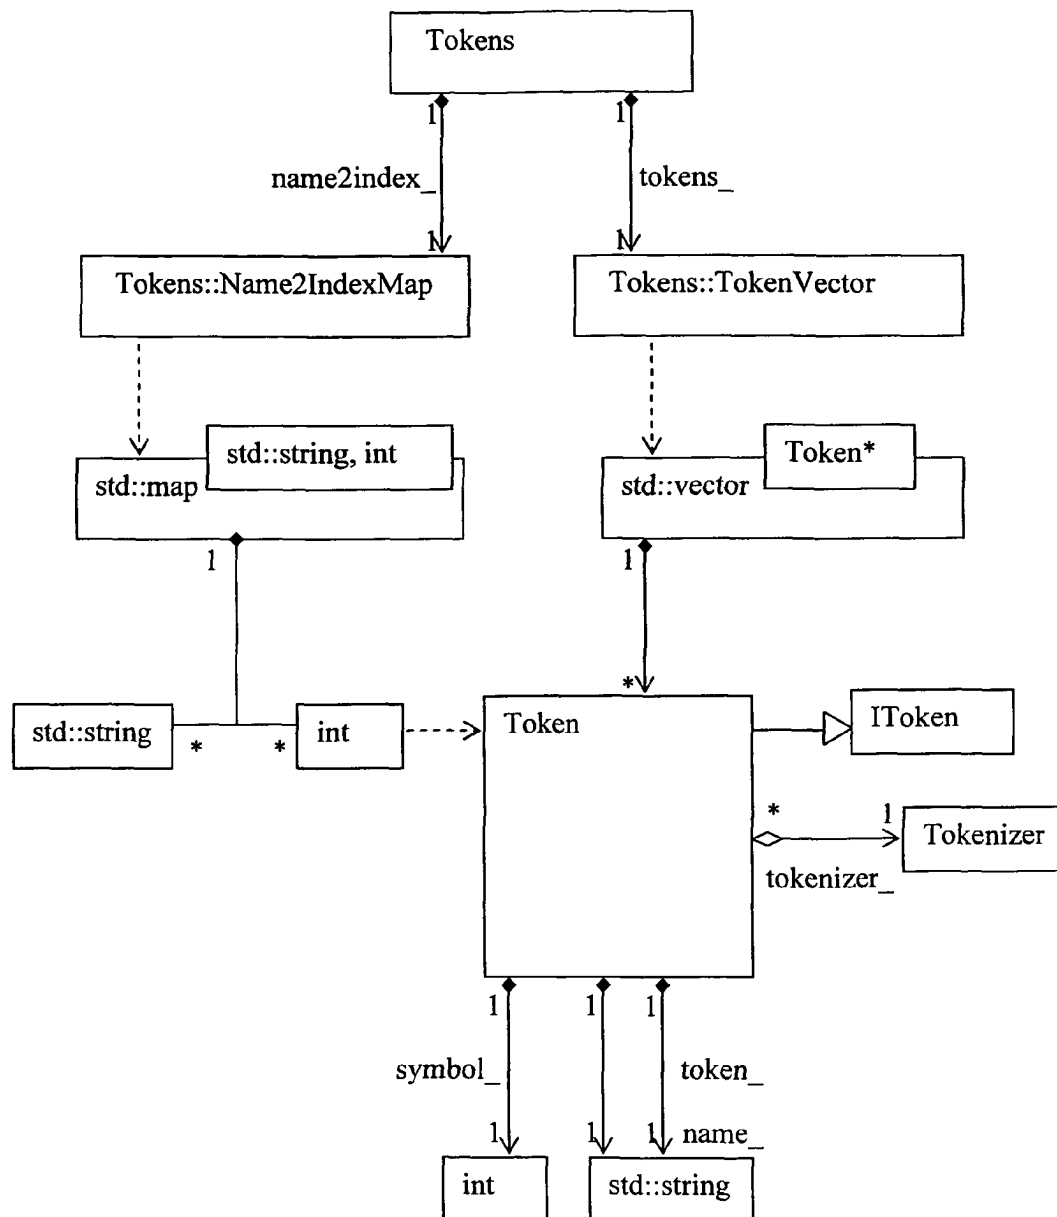 Tokens
1 1
name2index_ tokens_
1 1
Tokens::Name2IndexMap Tokens::TokenVector
std::string, int Token*
std::map std::vector
1 1
*
std::string * * int Token IToken
* 1
Tokenizer
tokenizer_
1 1 1
symbol_ token_
1 1 1 name_
int std::string